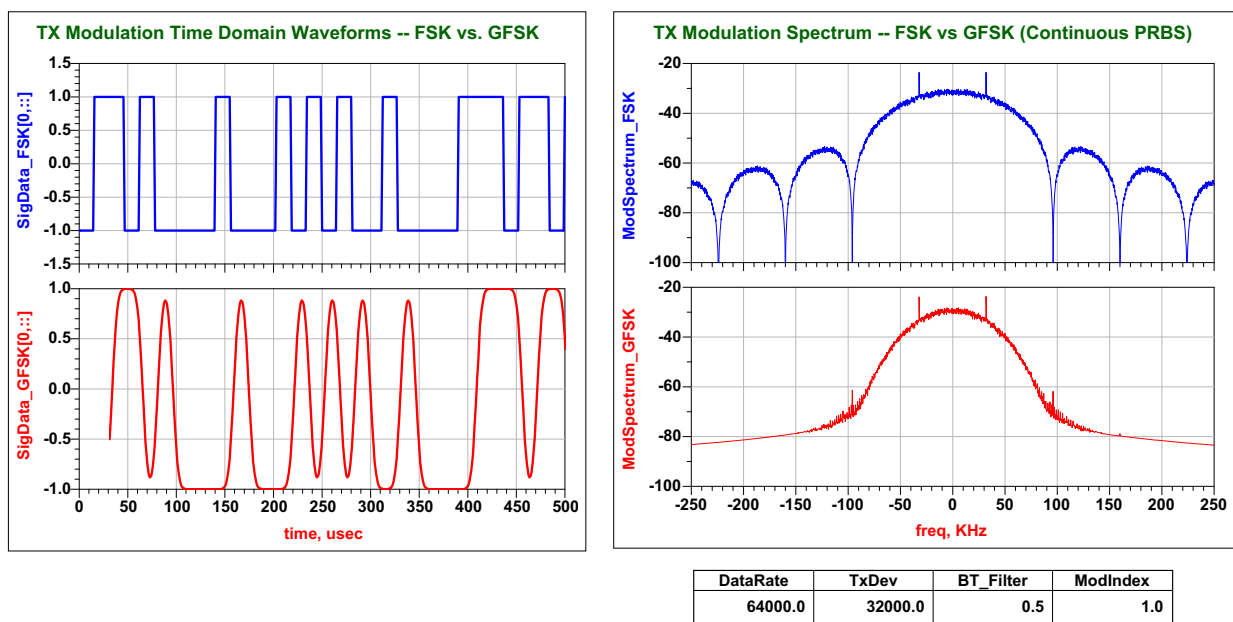 TX Modulation Time Domain Waveforms -- FSK vs. GFSK
SigData_FSK[0,::]
1.5
1.0
0.5
0.0
-0.5
-1.0
-1.5
SigData_GFSK[0,::]
1.0
0.5
0.0
-0.5
-1.0
0 50 100 150 200 250 300 350 400 450 500
time, usec
TX Modulation Spectrum -- FSK vs GFSK (Continuous PRBS)
ModSpectrum_FSK
-20
-40
-60
-80
-100
ModSpectrum_GFSK
-20
-40
-60
-80
-100
-250 -200 -150 -100 -50 0 50 100 150 200 250
freq, KHz
DataRate TxDev BT_Filter ModIndex
64000.0 32000.0 0.5 1.0